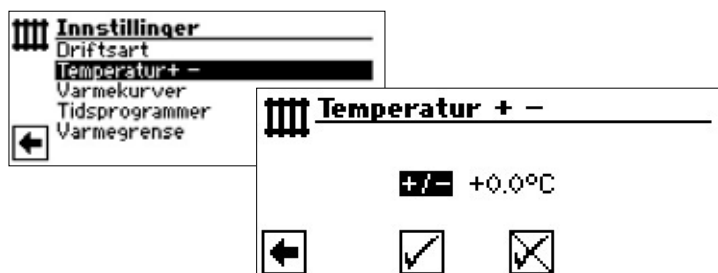 Innstillinger
Driftsart
Temperatur+ -
Varmekurver
Tidsprogrammer
Varmegrense
Temperatur + -
+/- +0.0°C